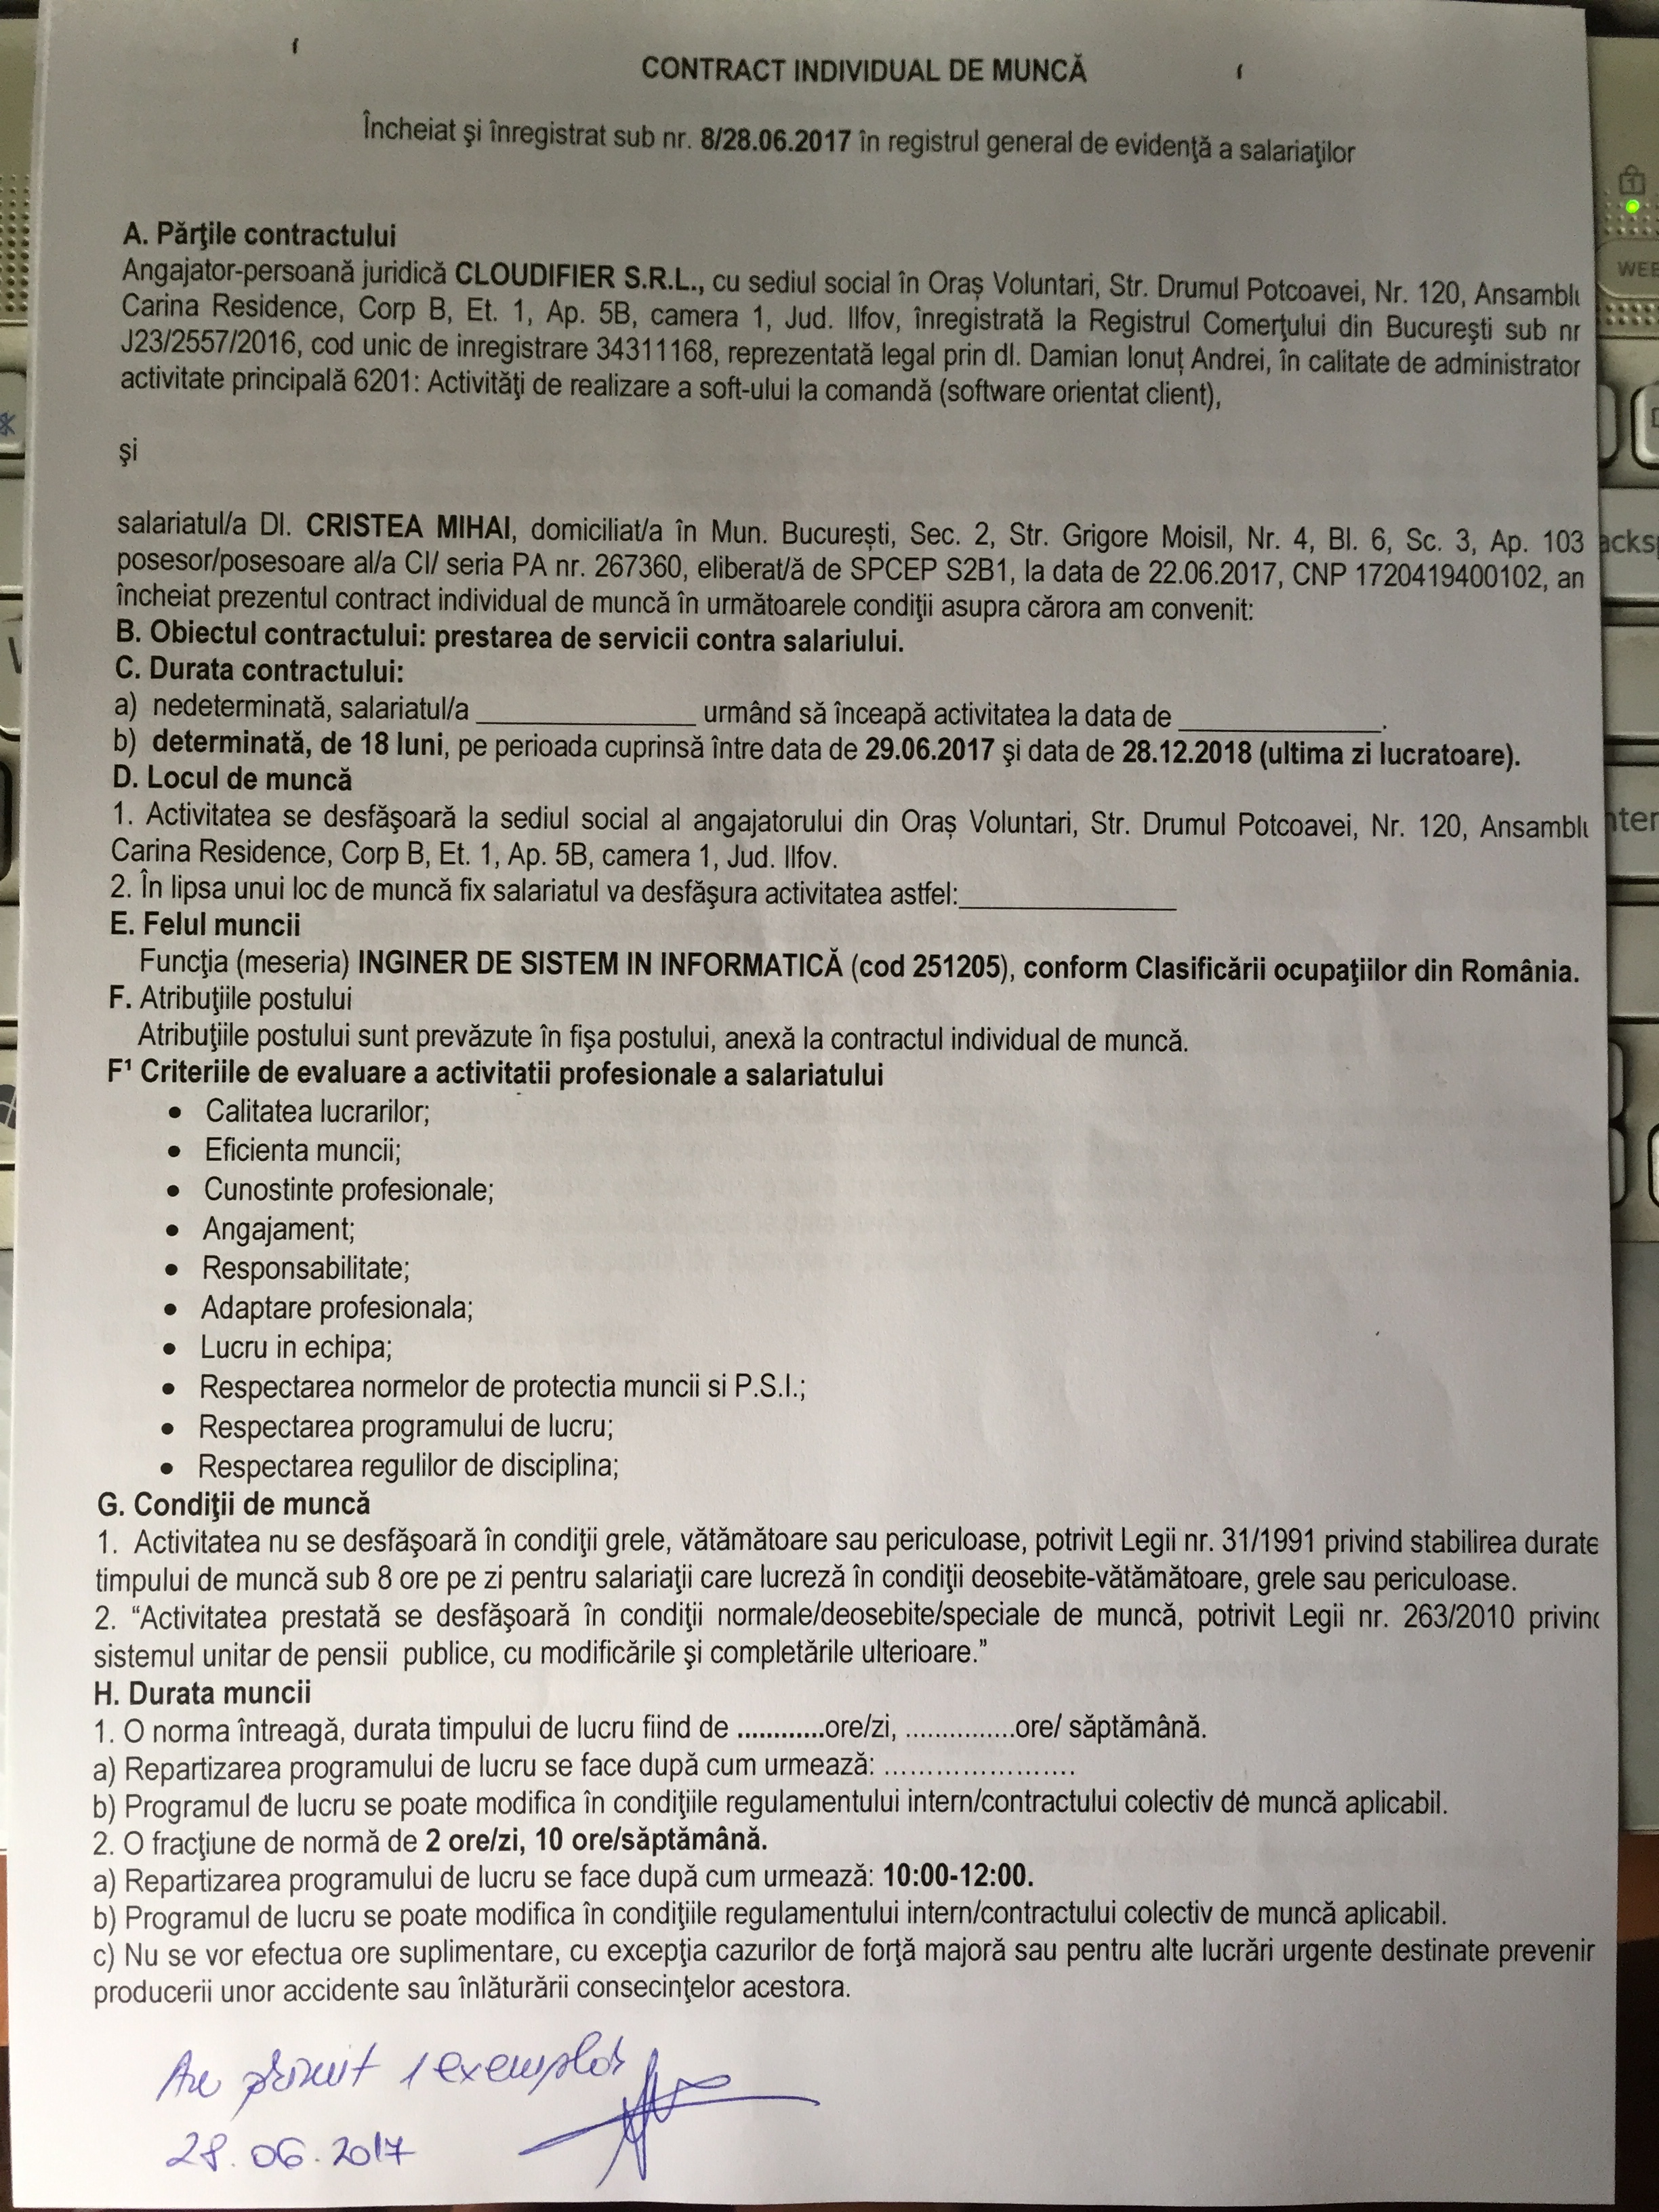 CONTRACT INDIVIDUAL DE MUNCĂ
Încheiat şi înregistrat sub nr. 8/28.06.2017 în registrul general de evidenţă a salariaţilor
A. Părţile contractului
Angajator-persoană juridică CLOUDIFIER S.R.L., cu sediul social în Oraș Voluntari, Str. Drumul Potcoavei, Nr. 120, Ansamblu
Carina Residence, Corp B, Et. 1, Ap. 5B, camera 1, Jud. Ilfov, înregistrată la Registrul Comerţului din Bucureşti sub nr
J23/2557/2016, cod unic de inregistrare 34311168, reprezentată legal prin dl. Damian Ionuț Andrei, în calitate de administrator
activitate principală 6201: Activităţi de realizare a soft-ului la comandă (software orientat client),
şi
salariatul/a Dl. CRISTEA MIHAI, domiciliat/a în Mun. București, Sec. 2, Str. Grigore Moisil, Nr. 4, Bl. 6, Sc. 3, Ap. 103
posesor/posesoare al/a CI/ seria PA nr. 267360, eliberat/ă de SPCEP S2B1, la data de 22.06.2017, CNP 1720419400102, an
încheiat prezentul contract individual de muncă în următoarele condiţii asupra cărora am convenit:
B. Obiectul contractului: prestarea de servicii contra salariului.
C. Durata contractului:
a) nedeterminată, salariatul/a ______________ urmând să înceapă activitatea la data de _____________.
b) determinată, de 18 luni, pe perioada cuprinsă între data de 29.06.2017 şi data de 28.12.2018 (ultima zi lucratoare).
D. Locul de muncă
1. Activitatea se desfăşoară la sediul social al angajatorului din Oraș Voluntari, Str. Drumul Potcoavei, Nr. 120, Ansamblu
Carina Residence, Corp B, Et. 1, Ap. 5B, camera 1, Jud. Ilfov.
2. În lipsa unui loc de muncă fix salariatul va desfăşura activitatea astfel:______________
E. Felul muncii
Funcţia (meseria) INGINER DE SISTEM IN INFORMATICĂ (cod 251205), conform Clasificării ocupaţiilor din România.
F. Atribuţiile postului
Atribuţiile postului sunt prevăzute în fişa postului, anexă la contractul individual de muncă.
F¹ Criteriile de evaluare a activitatii profesionale a salariatului
• Calitatea lucrarilor;
• Eficienta muncii;
• Cunostinte profesionale;
• Angajament;
• Responsabilitate;
• Adaptare profesionala;
• Lucru in echipa;
• Respectarea normelor de protectia muncii si P.S.I.;
• Respectarea programului de lucru;
• Respectarea regulilor de disciplina;
G. Condiţii de muncă
1. Activitatea nu se desfăşoară în condiţii grele, vătămătoare sau periculoase, potrivit Legii nr. 31/1991 privind stabilirea durate
timpului de muncă sub 8 ore pe zi pentru salariaţii care lucreză în condiţii deosebite-vătămătoare, grele sau periculoase.
2. “Activitatea prestată se desfăşoară în condiţii normale/deosebite/speciale de muncă, potrivit Legii nr. 263/2010 privind
sistemul unitar de pensii publice, cu modificările şi completările ulterioare.”
H. Durata muncii
1. O norma întreagă, durata timpului de lucru fiind de ............ore/zi, ...............ore/ săptămână.
a) Repartizarea programului de lucru se face după cum urmează: .......................
b) Programul de lucru se poate modifica în condiţiile regulamentului intern/contractului colectiv de muncă aplicabil.
2. O fracţiune de normă de 2 ore/zi, 10 ore/săptămână.
a) Repartizarea programului de lucru se face după cum urmează: 10:00-12:00.
b) Programul de lucru se poate modifica în condiţiile regulamentului intern/contractului colectiv de muncă aplicabil.
c) Nu se vor efectua ore suplimentare, cu excepţia cazurilor de forţă majoră sau pentru alte lucrări urgente destinate prevenir
producerii unor accidente sau înlăturării consecinţelor acestora.
Am primit 1 exemplar
28.06.2017